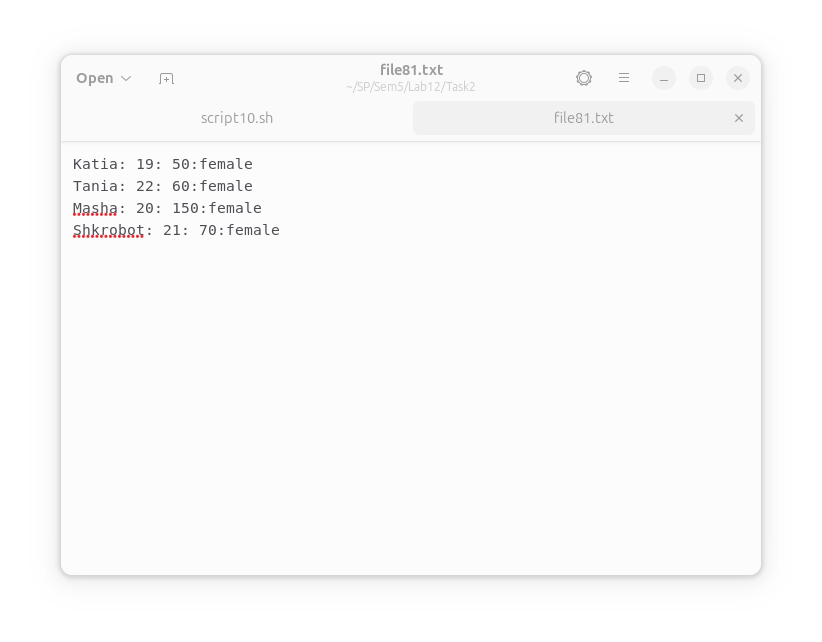 Open
file81.txt
~/SP/Sem5/Lab12/Task2
script10.sh
file81.txt
Katia: 19: 50:female
Tania: 22: 60:female
Masha: 20: 150:female
Shkrobot: 21: 70:female